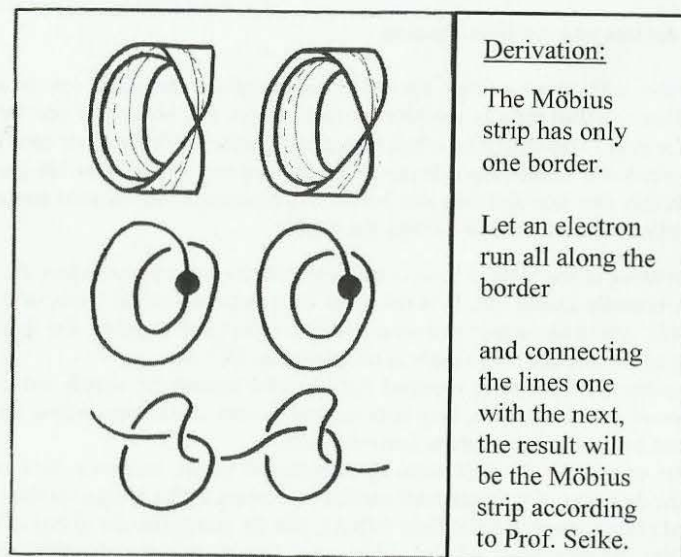 Derivation:
The Möbius
strip has only
one border.
Let an electron
run all along the
border
and connecting
the lines one
with the next,
the result will
be the Möbius
strip according
to Prof. Seike.